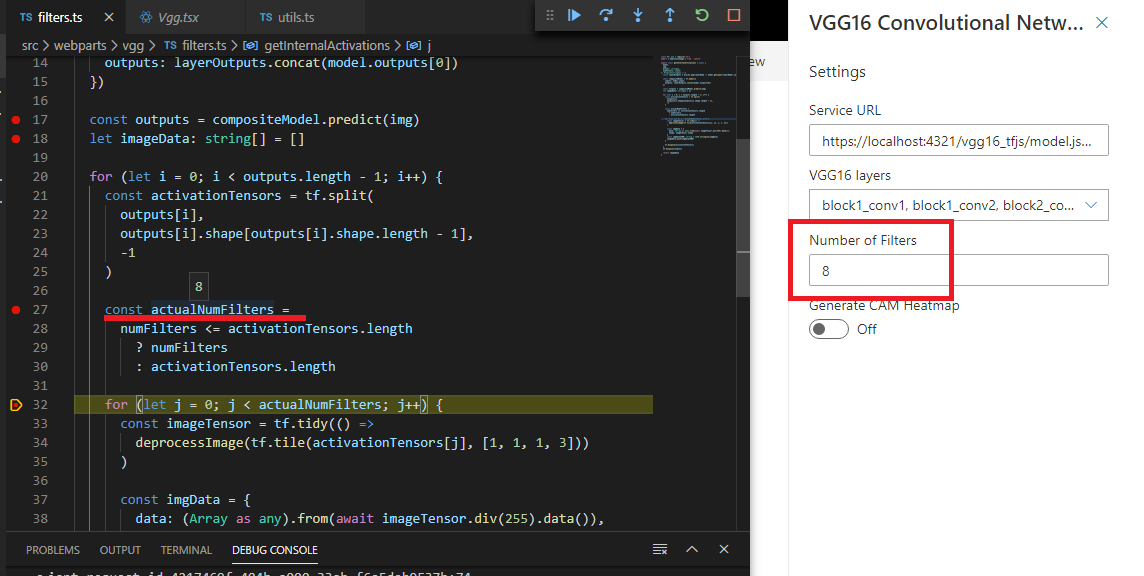 TS filters.ts
Vgg.tsx
TS utils.ts
src > webparts > vgg > TS filters.ts > getInternalActivations > j
14 outputs: layerOutputs.concat(model.outputs[0])
15 })
16
17 const outputs = compositeModel.predict(img)
18 let imageData: string[] = []
19
20 for (let i = 0; i < outputs.length - 1; i++) {
21 const activationTensors = tf.split(
22 outputs[i],
23 outputs[i].shape[outputs[i].shape.length - 1],
24 -1
25 )
26
8
27 const actualNumFilters =
28 numFilters <= activationTensors.length
29 ? numFilters
30 : activationTensors.length
31
32 for (let j = 0; j < actualNumFilters; j++) {
33 const imageTensor = tf.tidy(() =>
34 deprocessImage(tf.tile(activationTensors[j], [1, 1, 1, 3]))
35 )
36
37 const imgData = {
38 data: (Array as any).from(await imageTensor.div(255).data()),
PROBLEMS OUTPUT TERMINAL DEBUG CONSOLE
ew
VGG16 Convolutional Netw...
Settings
Service URL
https://localhost:4321/vgg16_tfjs/model.js...
VGG16 layers
block1_conv1, block1_conv2, block2_co...
Number of Filters
8
Generate CAM Heatmap
Off